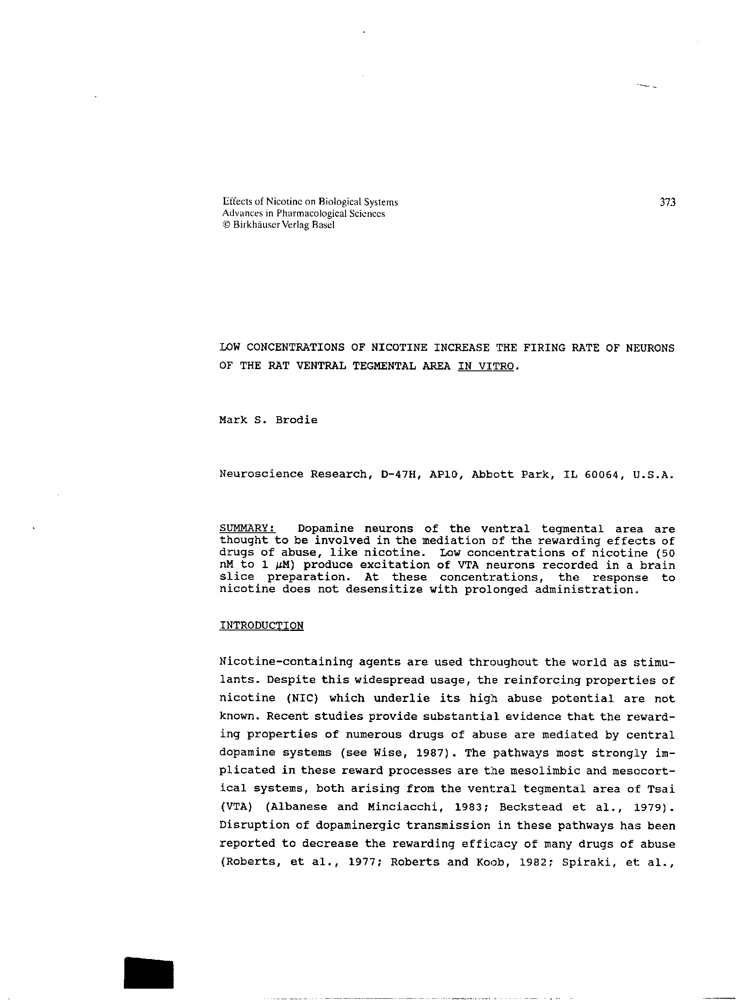 Effects of Nicotine on Biological Systems
373
Advances in Pharmacological Sciences
© Birkhäuser Verlag Basel
LOW CONCENTRATIONS OF NICOTINE INCREASE THE FIRING RATE OF NEURONS
OF THE RAT VENTRAL TEGMENTAL AREA IN VITRO.
Mark S. Brodie
Neuroscience Research, D-47H, AP10, Abbott Park, IL 60064, U.S.A.
SUMMARY: Dopamine neurons of the ventral tegmental area are
thought to be involved in the mediation of the rewarding effects of
drugs of abuse, like nicotine. Low concentrations of nicotine (50
nM to 1 µM) produce excitation of VTA neurons recorded in a brain
slice preparation. At these concentrations, the response to
nicotine does not desensitize with prolonged administration.
INTRODUCTION
Nicotine-containing agents are used throughout the world as stimu-
lants. Despite this widespread usage, the reinforcing properties of
nicotine (NIC) which underlie its high abuse potential are not
known. Recent studies provide substantial evidence that the reward-
ing properties of numerous drugs of abuse are mediated by central
dopamine systems (see Wise, 1987). The pathways most strongly im-
plicated in these reward processes are the mesolimbic and mesocort-
ical systems, both arising from the ventral tegmental area of Tsai
(VTA) (Albanese and Minciacchi, 1983; Beckstead et al., 1979).
Disruption of dopaminergic transmission in these pathways has been
reported to decrease the rewarding efficacy of many drugs of abuse
(Roberts, et al., 1977; Roberts and Koob, 1982; Spiraki, et al.,